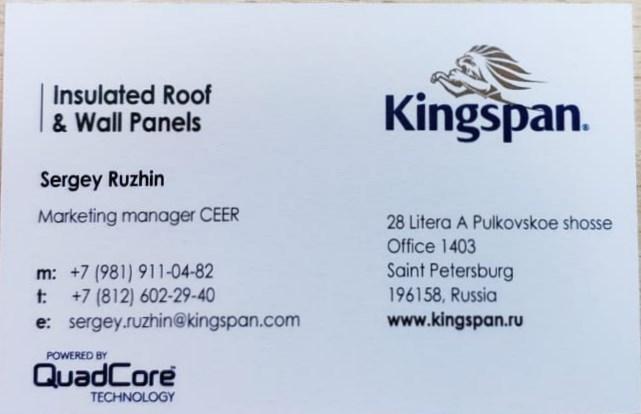 Insulated Roof
& Wall Panels
Kingspan.
Sergey Ruzhin
Marketing manager CEER
m: +7 (981) 911-04-82
t: +7 (812) 602-29-40
e: sergey.ruzhin@kingspan.com
28 Litera A Pulkovskoe shosse
Office 1403
Saint Petersburg
196158, Russia
www.kingspan.ru
POWERED BY
QuadCore™
TECHNOLOGY